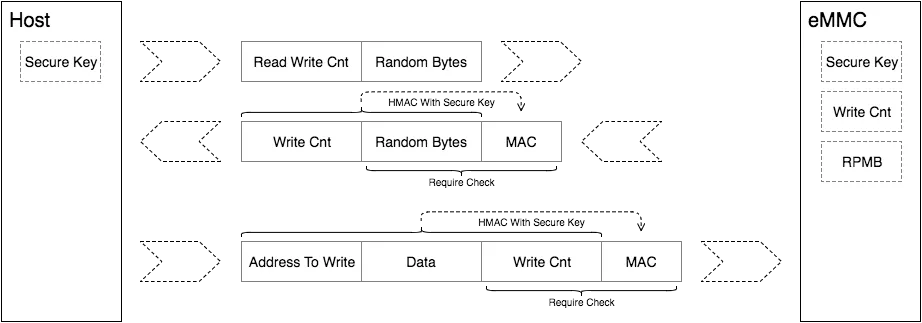 Host
eMMC
Secure Key
Read Write Cnt
Random Bytes
Secure Key
HMAC With Secure Key
Write Cnt
Write Cnt
Random Bytes
MAC
RPMB
Require Check
HMAC With Secure Key
Address To Write
Data
Write Cnt
MAC
Require Check